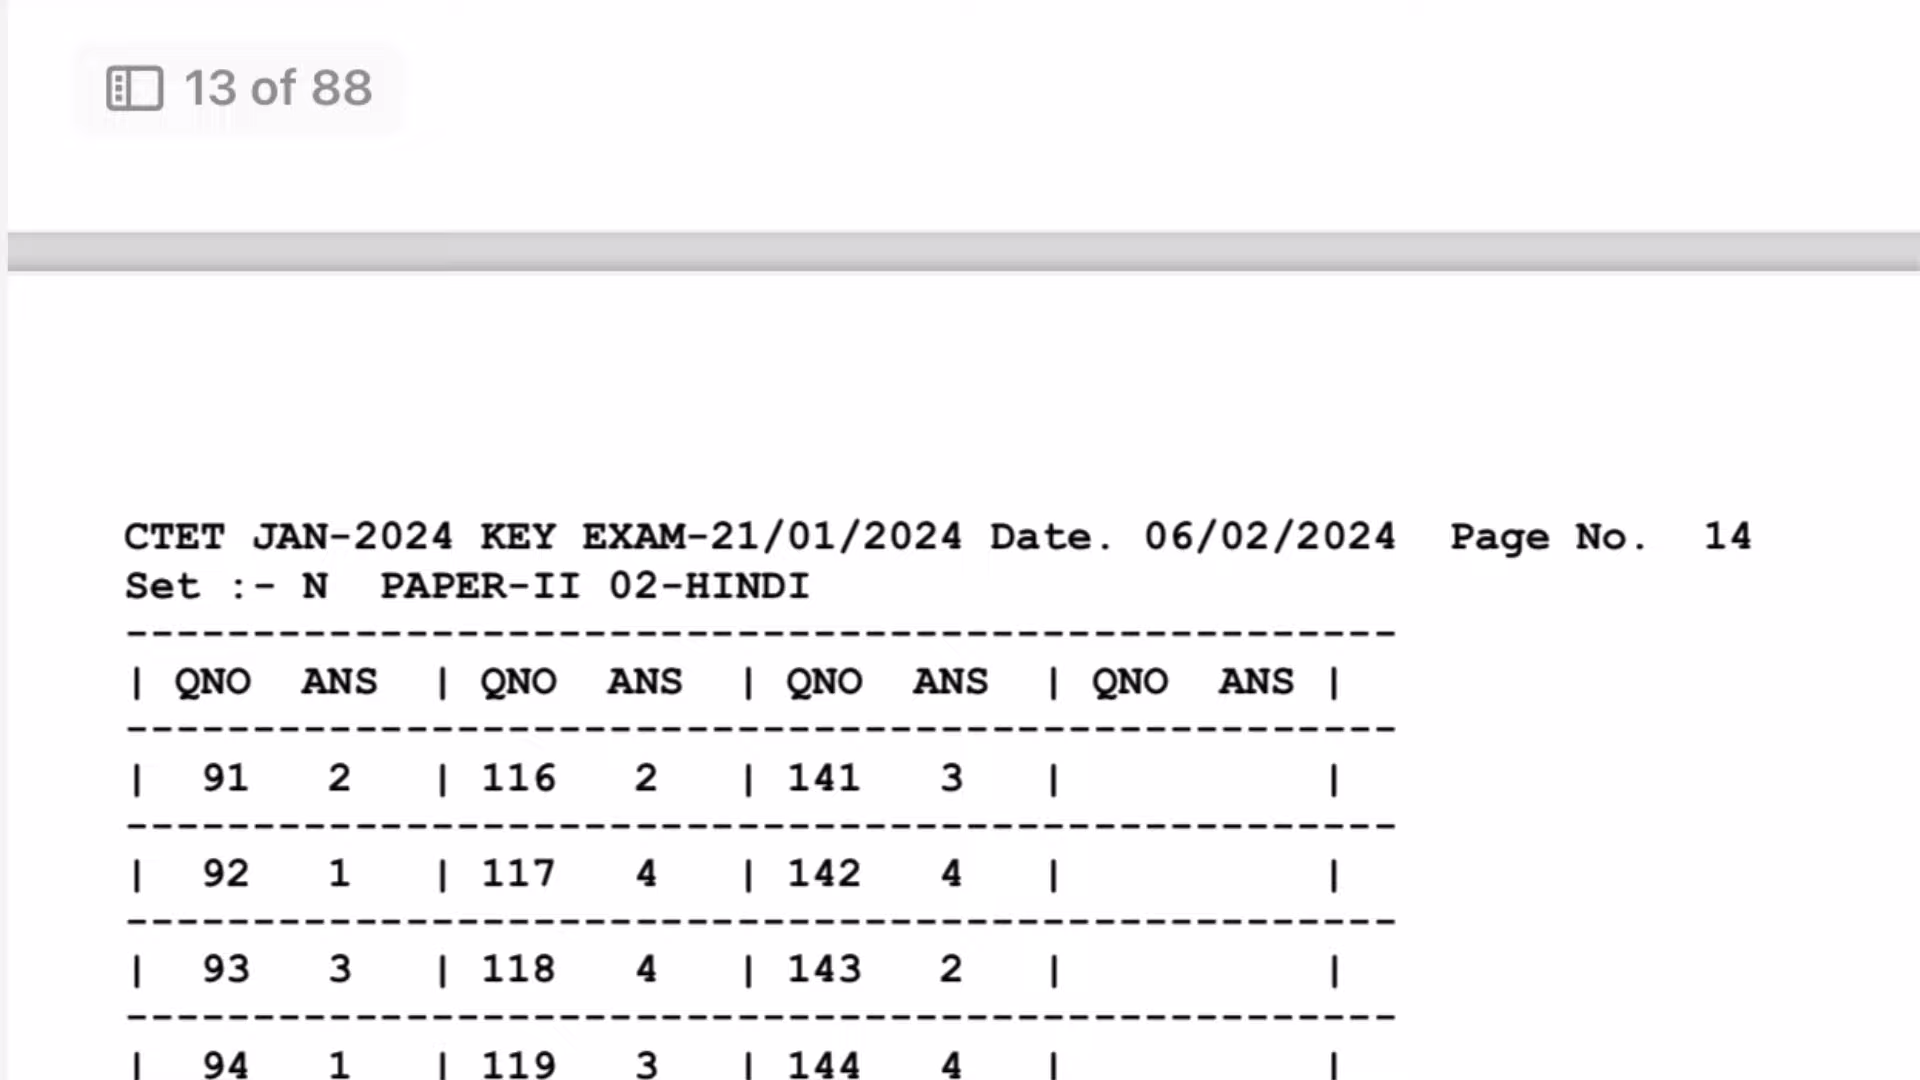 13 of 88
CTET JAN-2024 KEY EXAM-21/01/2024 Date. 06/02/2024  Page No.  14
Set :- N  PAPER-II 02-HINDI
--------------------------------------------------
| QNO  ANS  | QNO  ANS  | QNO  ANS  | QNO  ANS |
--------------------------------------------------
|  91   2   | 116   2   | 141   3   |          |
--------------------------------------------------
|  92   1   | 117   4   | 142   4   |          |
--------------------------------------------------
|  93   3   | 118   4   | 143   2   |          |
--------------------------------------------------
|  94   1   | 119   3   | 144   4   |          |